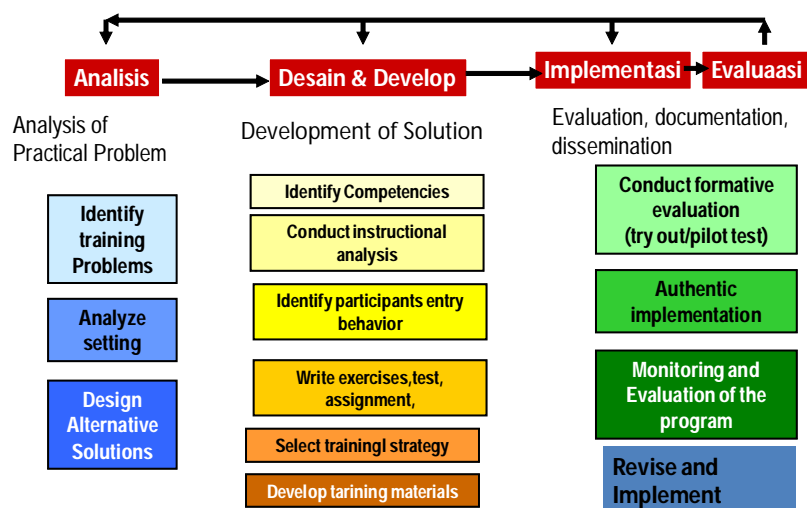 Analisis
Desain & Develop
Implementasi
Evaluaasi
Analysis of
Practical Problem
Development of Solution
Evaluation, documentation,
dissemination
Identify
training
Problems
Analyze
setting
Design
Alternative
Solutions
Identify Competencies
Conduct instructional
analysis
Identify participants entry
behavior
Write exercises,test,
assignment,
Select trainingl strategy
Develop tarining materials
Conduct formative
evaluation
(try out/pilot test)
Authentic
implementation
Monitoring and
Evaluation of the
program
Revise and
Implement